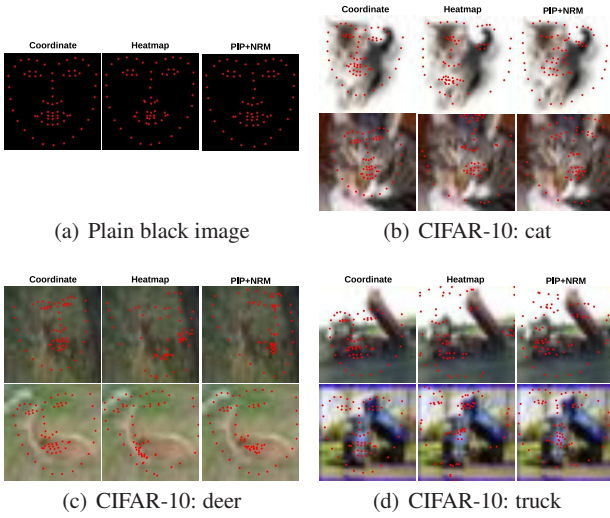 Coordinate Heatmap PIP+NRM
Coordinate Heatmap PIP+NRM
(a) Plain black image
(b) CIFAR-10: cat
Coordinate Heatmap PIP+NRM
Coordinate Heatmap PIP+NRM
(c) CIFAR-10: deer
(d) CIFAR-10: truck